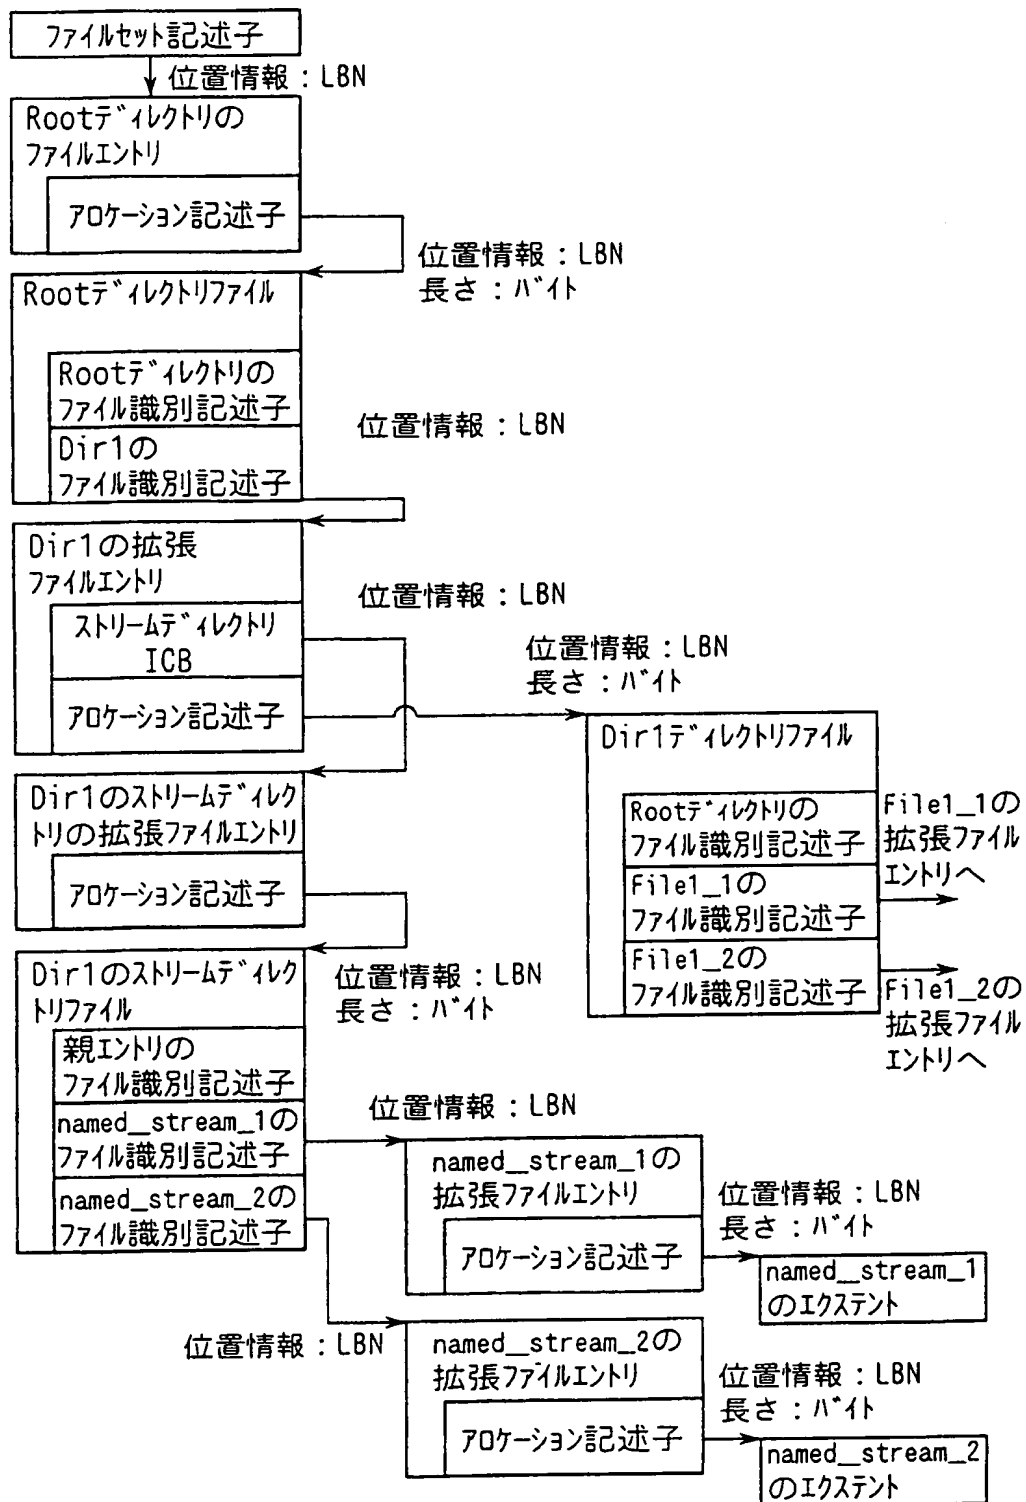 ファイルセット記述子
位置情報：LBN
Rootディレクトリの
ファイルエントリ
アロケーション記述子
位置情報：LBN
長さ：バイト
Rootディレクトリファイル
Rootディレクトリの
ファイル識別記述子
Dir1の
ファイル識別記述子
位置情報：LBN
Dir1の拡張
ファイルエントリ
ストリームディレクトリ
ICB
アロケーション記述子
位置情報：LBN
位置情報：LBN
長さ：バイト
Dir1ディレクトリファイル
Rootディレクトリの
ファイル識別記述子
File1_1の
ファイル識別記述子
File1_2の
ファイル識別記述子
File1_1の
拡張ファイル
エントリへ
File1_2の
拡張ファイル
エントリへ
Dir1のストリームディレク
トリの拡張ファイルエントリ
アロケーション記述子
位置情報：LBN
長さ：バイト
Dir1のストリームディレク
トリファイル
親エントリの
ファイル識別記述子
named_stream_1の
ファイル識別記述子
named_stream_2の
ファイル識別記述子
位置情報：LBN
named_stream_1の
拡張ファイルエントリ
アロケーション記述子
位置情報：LBN
長さ：バイト
named_stream_1
のエクステント
位置情報：LBN
named_stream_2の
拡張ファイルエントリ
アロケーション記述子
位置情報：LBN
長さ：バイト
named_stream_2
のエクステント